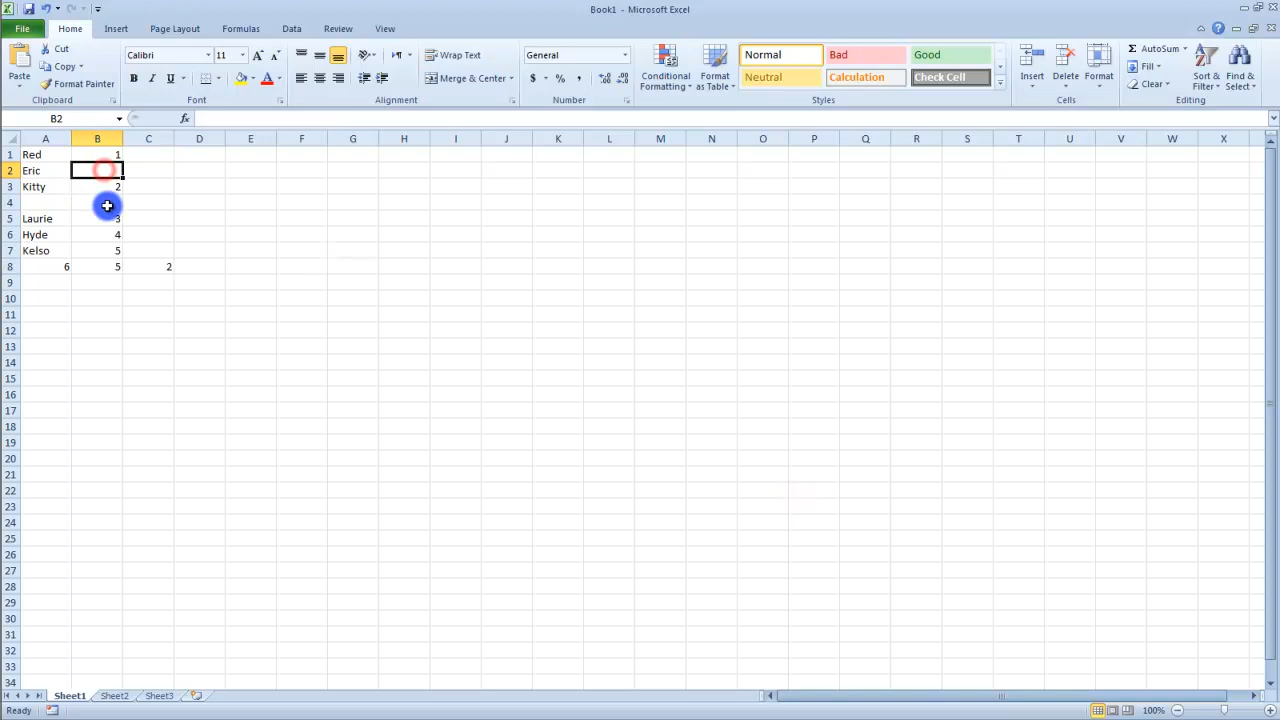 Book1 - Microsoft Excel
File Home Insert Page Layout Formulas Data Review View
Cut
Copy
Format Painter
Paste
Clipboard
Calibri 11
Font
Wrap Text
Merge & Center
Alignment
General
$ % ,
Number
Conditional Formatting
Format as Table
Normal Bad Good
Neutral Calculation Check Cell
Styles
Insert Delete Format
Cells
AutoSum
Fill
Clear
Sort & Filter
Find & Select
Editing
B2 fx
A B C D E F G H I J K L M N O P Q R S T U V W X
1 Red 1
2 Eric
3 Kitty 2
4
5 Laurie 3
6 Hyde 4
7 Kelso 5
8 6 5 2
9
10
11
12
13
14
15
16
17
18
19
20
21
22
23
24
25
26
27
28
29
30
31
32
33
34
Sheet1 Sheet2 Sheet3
Ready 100%